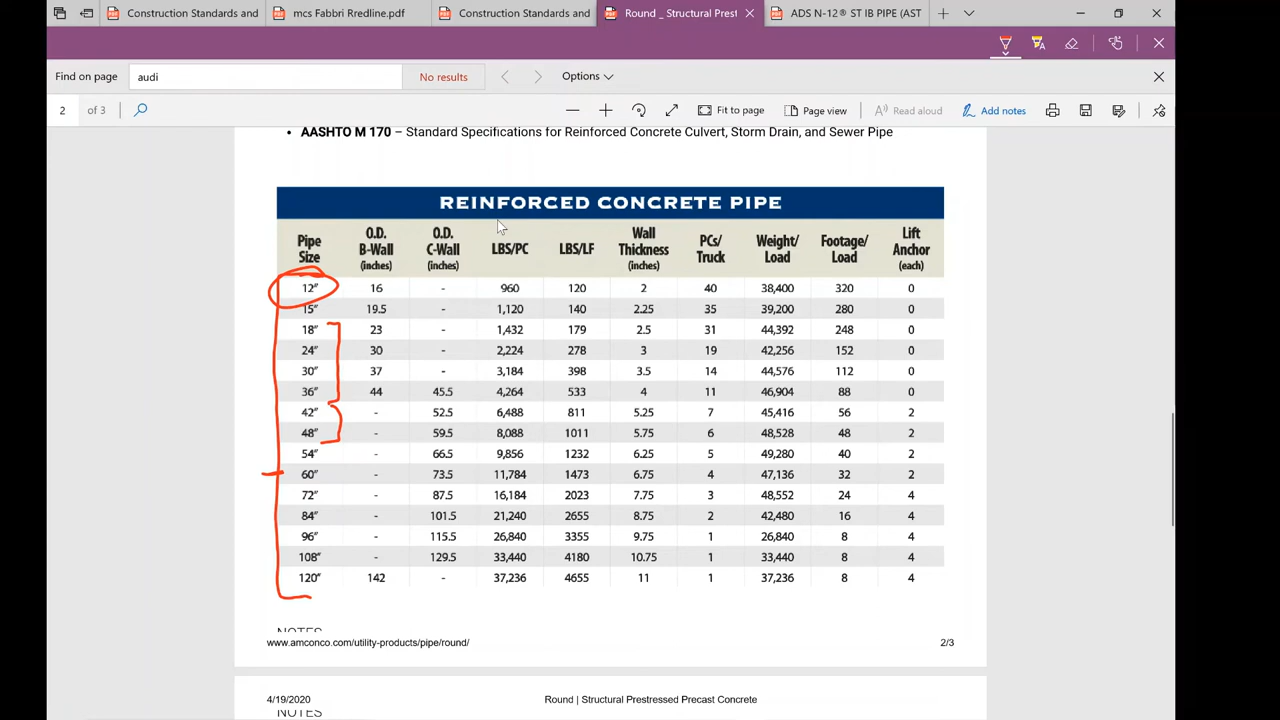 Construction Standards and
mcs Fabbri Rredline.pdf
Construction Standards and
Round _ Structural Prest
ADS N-12® ST IB PIPE (AST
Find on page
audi
No results
Options
2 of 3
Fit to page
Page view
Read aloud
Add notes
• AASHTO M 170 – Standard Specifications for Reinforced Concrete Culvert, Storm Drain, and Sewer Pipe
REINFORCED CONCRETE PIPE
Pipe Size O.D. B-Wall (inches) O.D. C-Wall (inches) LBS/PC LBS/LF Wall Thickness (inches) PCs/ Truck Weight/ Load Footage/ Load Lift Anchor (each)
12" 16 - 960 120 2 40 38,400 320 0
15" 19.5 - 1,120 140 2.25 35 39,200 280 0
18" 23 - 1,432 179 2.5 31 44,392 248 0
24" 30 - 2,224 278 3 19 42,256 152 0
30" 37 - 3,184 398 3.5 14 44,576 112 0
36" 44 45.5 4,264 533 4 11 46,904 88 0
42" - 52.5 6,488 811 5.25 7 45,416 56 2
48" - 59.5 8,088 1011 5.75 6 48,528 48 2
54" - 66.5 9,856 1232 6.25 5 49,280 40 2
60" - 73.5 11,784 1473 6.75 4 47,136 32 2
72" - 87.5 16,184 2023 7.75 3 48,552 24 4
84" - 101.5 21,240 2655 8.75 2 42,480 16 4
96" - 115.5 26,840 3355 9.75 1 26,840 8 4
108" - 129.5 33,440 4180 10.75 1 33,440 8 4
120" 142 - 37,236 4655 11 1 37,236 8 4
NOTES
www.amconco.com/utility-products/pipe/round/ 2/3
4/19/2020 Round | Structural Prestressed Precast Concrete
NOTES